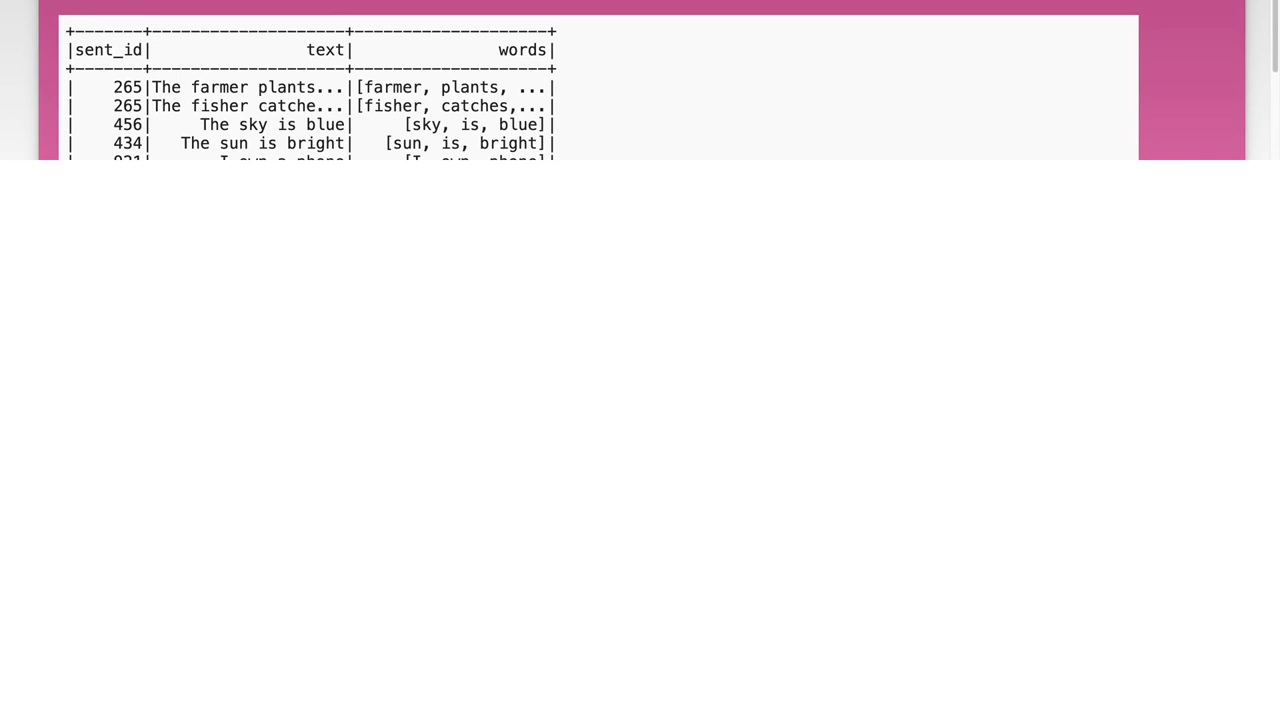 +-------+--------------------+--------------------+
|sent_id|                text|               words|
+-------+--------------------+--------------------+
|    265|The farmer plants...|[farmer, plants, ...|
|    265|The fisher catche...|[fisher, catches,...|
|    456|     The sky is blue|     [sky, is, blue]|
|    434|   The sun is bright|   [sun, is, bright]|